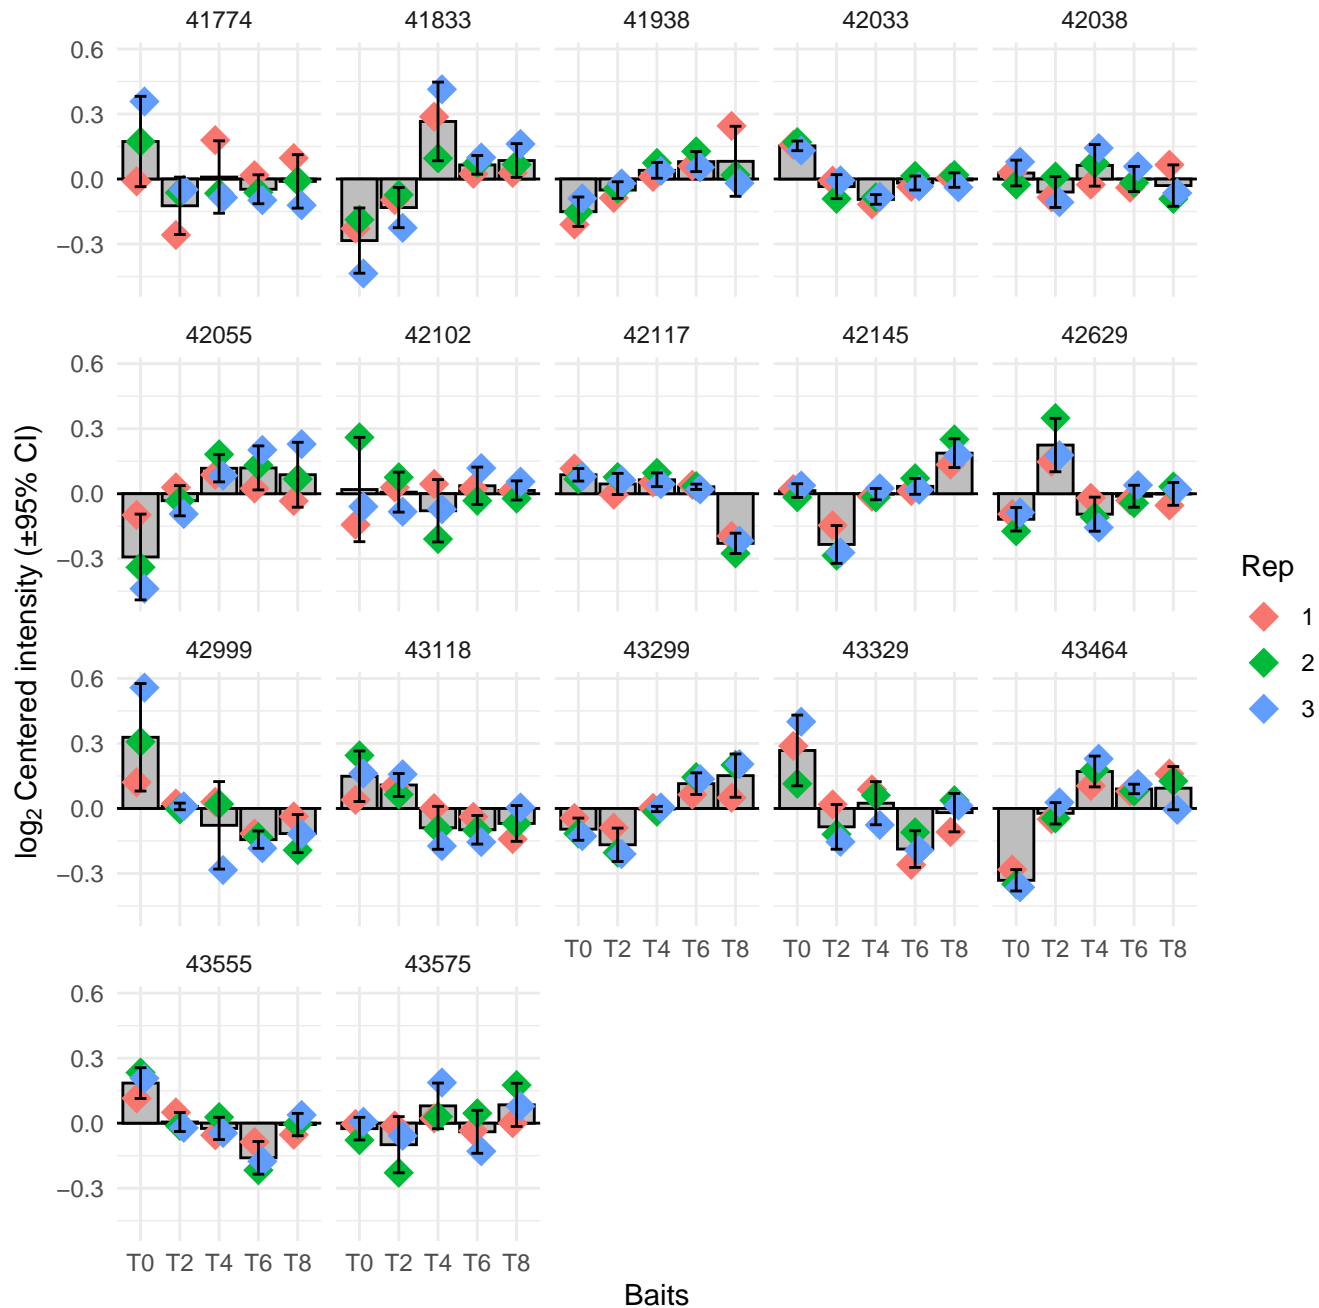 41774 41833 41938 42033 42038
0.6
0.3
0.0
−0.3
42055 42102 42117 42145 42629
0.6
0.3
0.0
−0.3
42999 43118 43299 43329 43464
0.6
0.3
0.0
−0.3
T0 T2 T4 T6 T8 T0 T2 T4 T6 T8 T0 T2 T4 T6 T8
43555 43575
0.6
0.3
0.0
−0.3
T0 T2 T4 T6 T8 T0 T2 T4 T6 T8
Baits
log₂ Centered intensity (±95% CI)
Rep
1
2
3